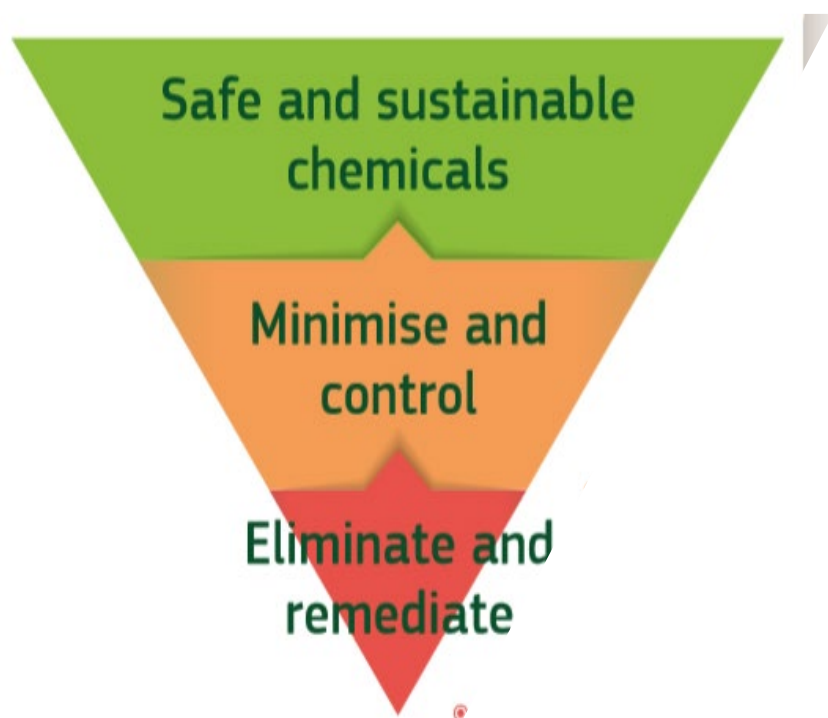 Safe and sustainable
chemicals
Minimise and
control
Eliminate and
remediate